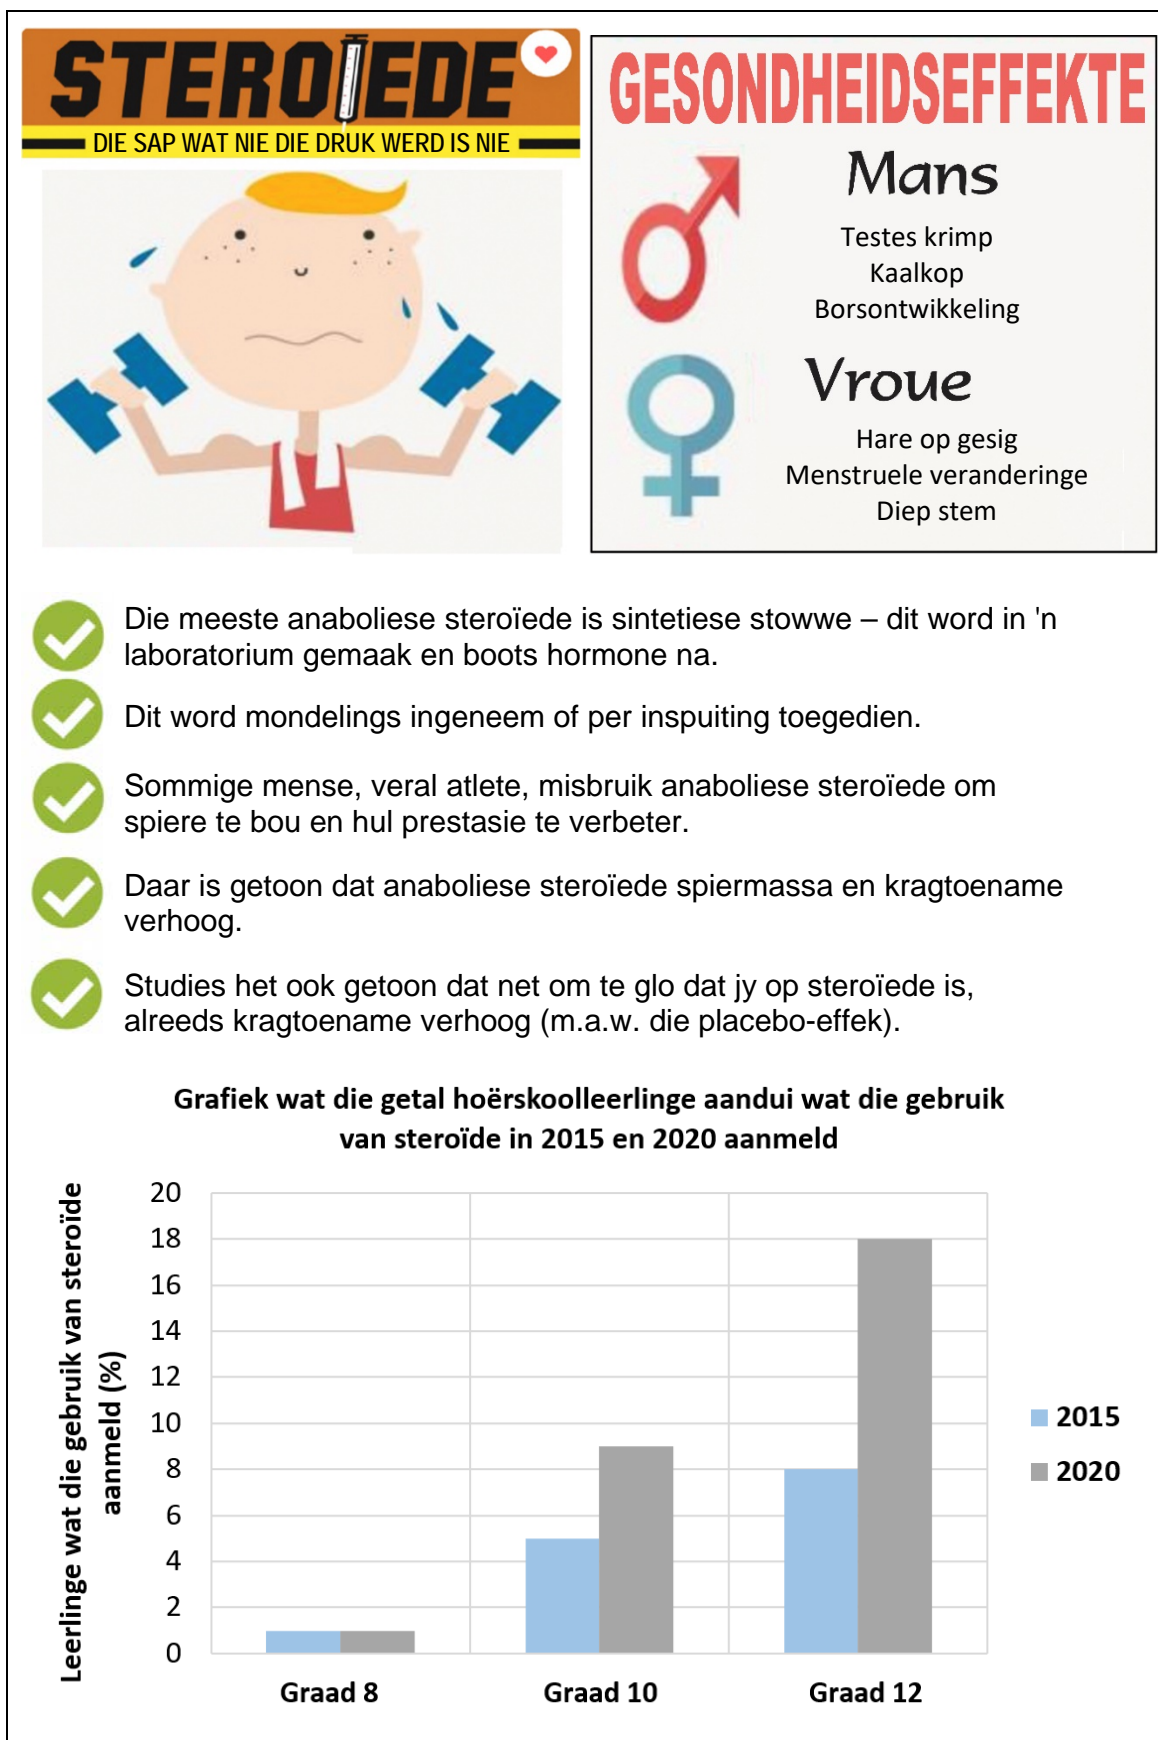 STEROÏEDE
DIE SAP WAT NIE DIE DRUK WERD IS NIE
GESONDHEIDSEFFEKTE
Mans
Testes krimp
Kaalkop
Borsontwikkeling
Vroue
Hare op gesig
Menstruele veranderinge
Diep stem
Die meeste anaboliese steroïede is sintetiese stowwe – dit word in 'n
laboratorium gemaak en boots hormone na.
Dit word mondelings ingeneem of per inspuiting toegedien.
Sommige mense, veral atlete, misbruik anaboliese steroïede om
spiere te bou en hul prestasie te verbeter.
Daar is getoon dat anaboliese steroïede spiermassa en kragtoename
verhoog.
Studies het ook getoon dat net om te glo dat jy op steroïede is,
alreeds kragtoename verhoog (m.a.w. die placebo-effek).
Grafiek wat die getal hoërskoolleerlinge aandui wat die gebruik
van steroïde in 2015 en 2020 aanmeld
Leerlinge wat die gebruik van steroïde
aanmeld (%)
20
18
16
14
12
10
8
6
4
2
0
Graad 8
Graad 10
Graad 12
2015
2020